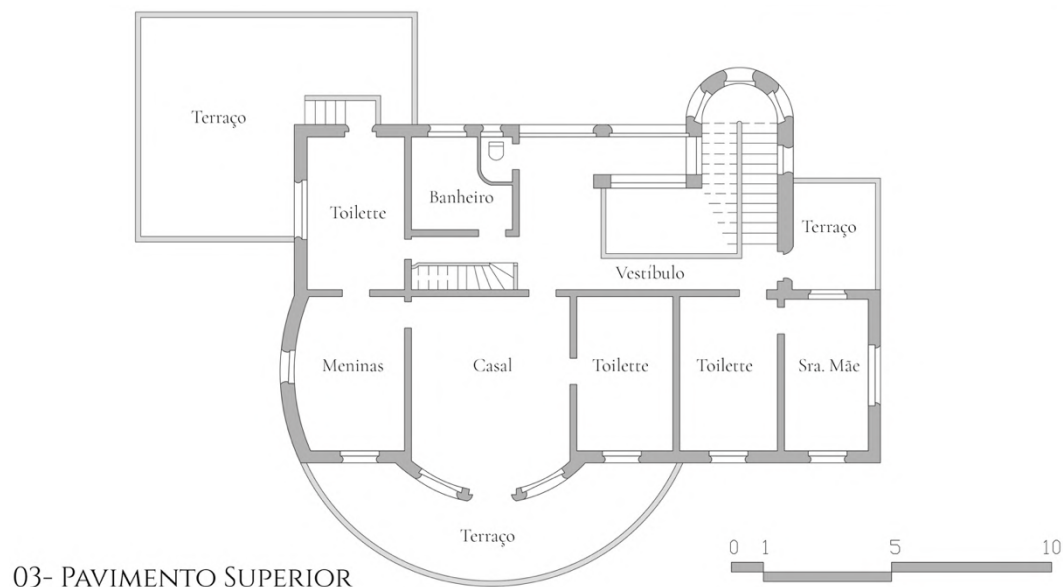 Terraço
Toilette
Banheiro
Terraço
Vestíbulo
Meninas
Casal
Toilette
Toilette
Sra. Mãe
Terraço
0 1 5 10
03- Pavimento Superior